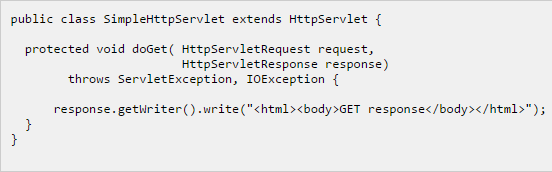 public class SimpleHttpServlet extends HttpServlet {
protected void doGet( HttpServletRequest request,
HttpServletResponse response)
throws ServletException, IOException {
response.getWriter().write("<html><body>GET response</body></html>");
}
}